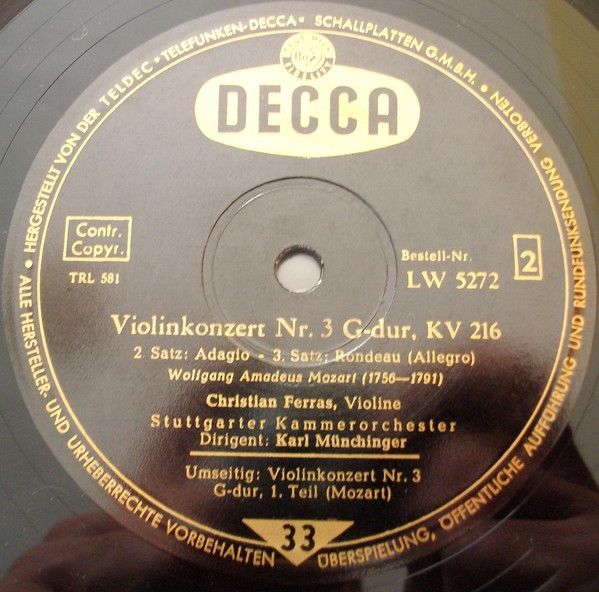 • HERGESTELLT VON DER TELDEC • TELEFUNKEN-DECCA • SCHALLPLATTEN G.M.B.H. •
DECCA
Contr.
Copyr.
TRL 581
Bestell-Nr.
LW 5272
2
Violinkonzert Nr. 3 G-dur, KV 216
2. Satz: Adagio - 3. Satz: Rondeau (Allegro)
Wolfgang Amadeus Mozart (1756—1791)
Christian Ferras, Violine
Stuttgarter Kammerorchester
Dirigent: Karl Münchinger
Umseitig: Violinkonzert Nr. 3
G-dur, 1. Teil (Mozart)
33
ALLE HERSTELLER- UND URHEBERRECHTE VORBEHALTEN
ÜBERSPIELUNG, ÖFFENTLICHE AUFFÜHRUNG UND RUNDFUNKSENDUNG VERBOTEN